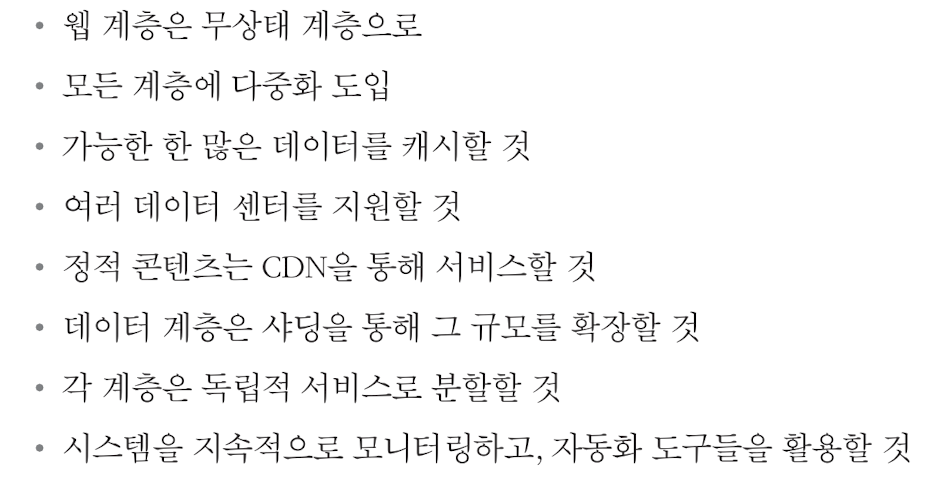 • 웹 계층은 무상태 계층으로
• 모든 계층에 다중화 도입
• 가능한 한 많은 데이터를 캐시할 것
• 여러 데이터 센터를 지원할 것
• 정적 콘텐츠는 CDN을 통해 서비스할 것
• 데이터 계층은 샤딩을 통해 그 규모를 확장할 것
• 각 계층은 독립적 서비스로 분할할 것
• 시스템을 지속적으로 모니터링하고, 자동화 도구들을 활용할 것